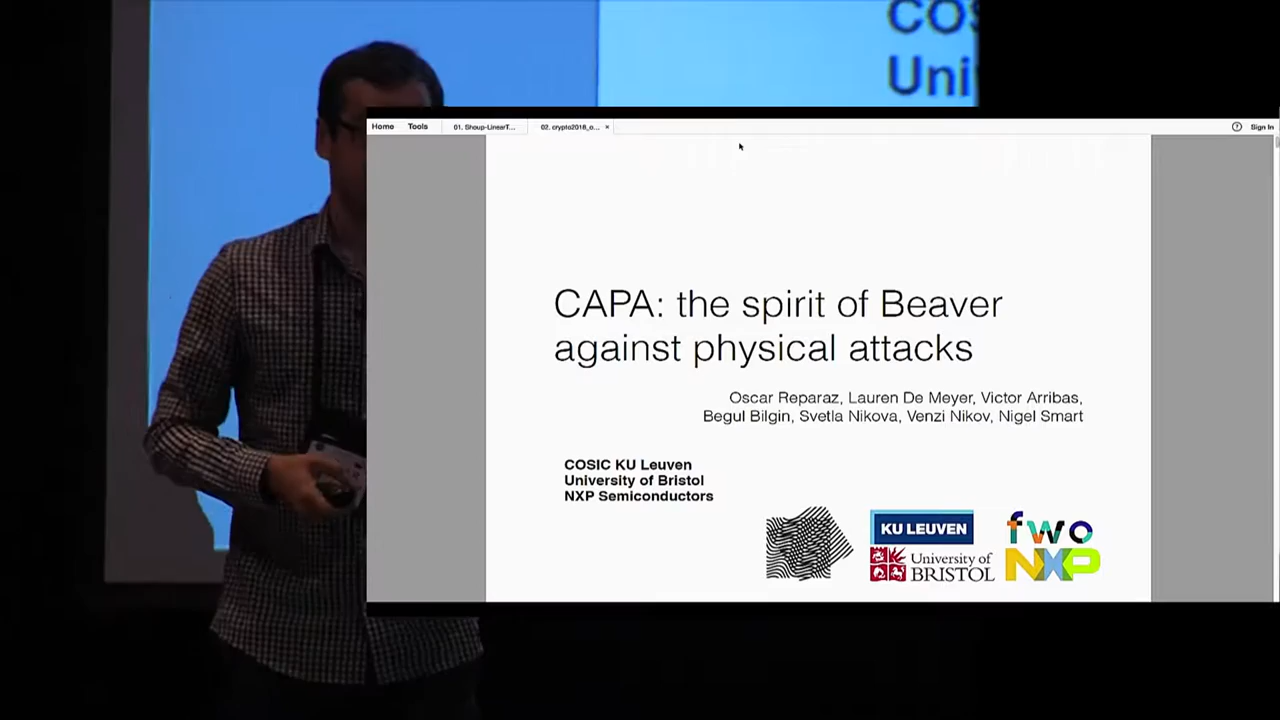 COS
Uni
Home Tools 01. Shoup-LinearT... 02. crypto2018_o... × ? Sign In
CAPA: the spirit of Beaver
against physical attacks
Oscar Reparaz, Lauren De Meyer, Victor Arribas,
Begul Bilgin, Svetla Nikova, Venzi Nikov, Nigel Smart
COSIC KU Leuven
University of Bristol
NXP Semiconductors
KU LEUVEN
fwo
University of
BRISTOL
NXP